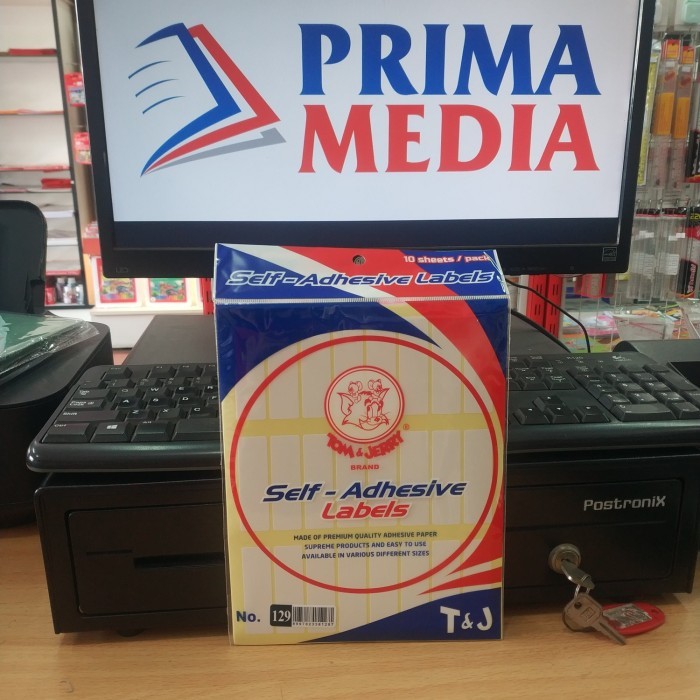 PRIMA
MEDIA
10 sheets / pack
Self - Adhesive Labels
TOM & JERRY®
BRAND
Self - Adhesive
Labels
MADE OF PREMIUM QUALITY ADHESIVE PAPER
SUPREME PRODUCTS AND EASY TO USE
AVAILABLE IN VARIOUS DIFFERENT SIZES
No. 129
T&J
PostroniX